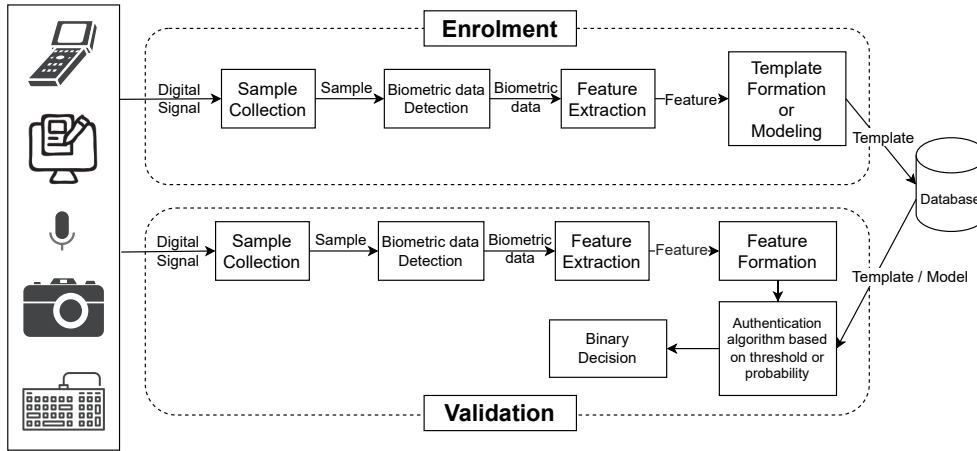 Enrolment
Digital
Signal
Sample
Collection
Sample
Biometric data
Detection
Biometric
data
Feature
Extraction
Feature
Template
Formation
or
Modeling
Template
Database
Digital
Signal
Sample
Collection
Sample
Biometric data
Detection
Biometric
data
Feature
Extraction
Feature
Feature
Formation
Template / Model
Authentication
algorithm based
on threshold or
probability
Binary
Decision
Validation